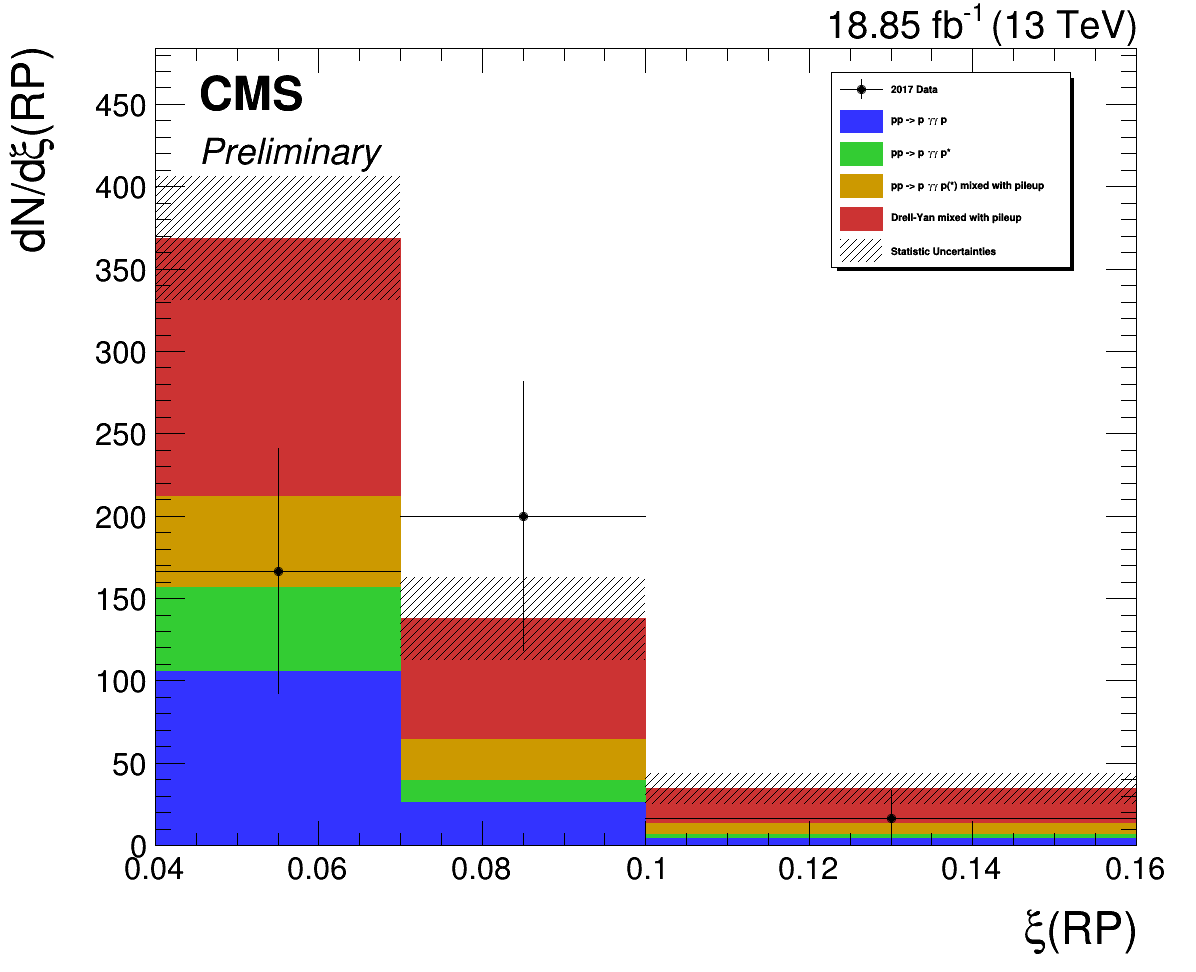 18.85 fb⁻¹ (13 TeV)
dN/dξ(RP)
CMS
Preliminary
2017 Data
pp -> p γγ p
pp -> p γγ p*
pp -> p γγ p(*) mixed with pileup
Drell-Yan mixed with pileup
Statistic Uncertainties
450
400
350
300
250
200
150
100
50
0
0.04 0.06 0.08 0.1 0.12 0.14 0.16
ξ(RP)